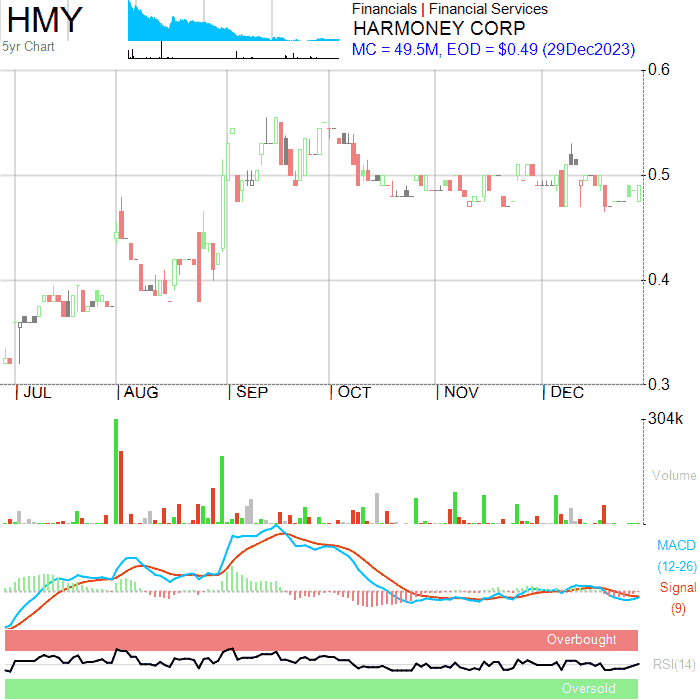 HMY
5yr Chart
Financials | Financial Services
HARMONEY CORP
MC = 49.5M, EOD = $0.49 (29Dec2023)
0.6
0.5
0.4
0.3
JUL
AUG
SEP
OCT
NOV
DEC
304k
Volume
MACD
(12-26)
Signal
(9)
Overbought
RSI(14)
Oversold